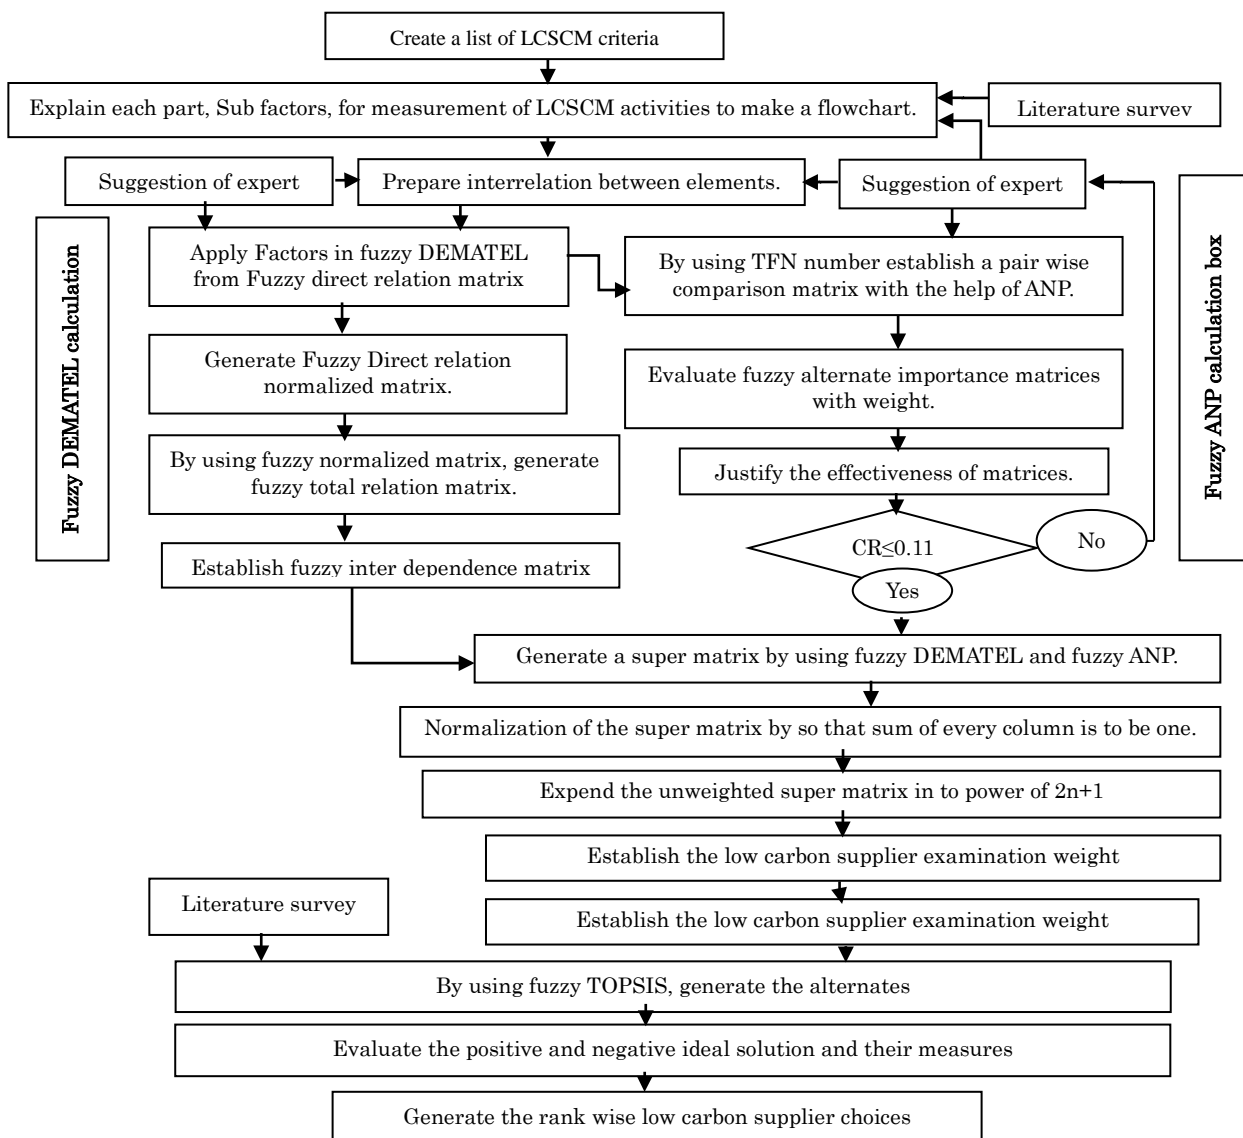 Create a list of LCSCM criteria
Explain each part, Sub factors, for measurement of LCSCM activities to make a flowchart.
Literature survey
Suggestion of expert
Prepare interrelation between elements.
Suggestion of expert
Fuzzy DEMATEL calculation
Apply Factors in fuzzy DEMATEL
from Fuzzy direct relation matrix
By using TFN number establish a pair wise
comparison matrix with the help of ANP.
Fuzzy ANP calculation box
Generate Fuzzy Direct relation
normalized matrix.
Evaluate fuzzy alternate importance matrices
with weight.
By using fuzzy normalized matrix, generate
fuzzy total relation matrix.
Justify the effectiveness of matrices.
CR≤0.11
No
Establish fuzzy inter dependence matrix
Yes
Generate a super matrix by using fuzzy DEMATEL and fuzzy ANP.
Normalization of the super matrix by so that sum of every column is to be one.
Expend the unweighted super matrix in to power of 2n+1
Establish the low carbon supplier examination weight
Literature survey
Establish the low carbon supplier examination weight
By using fuzzy TOPSIS, generate the alternates
Evaluate the positive and negative ideal solution and their measures
Generate the rank wise low carbon supplier choices